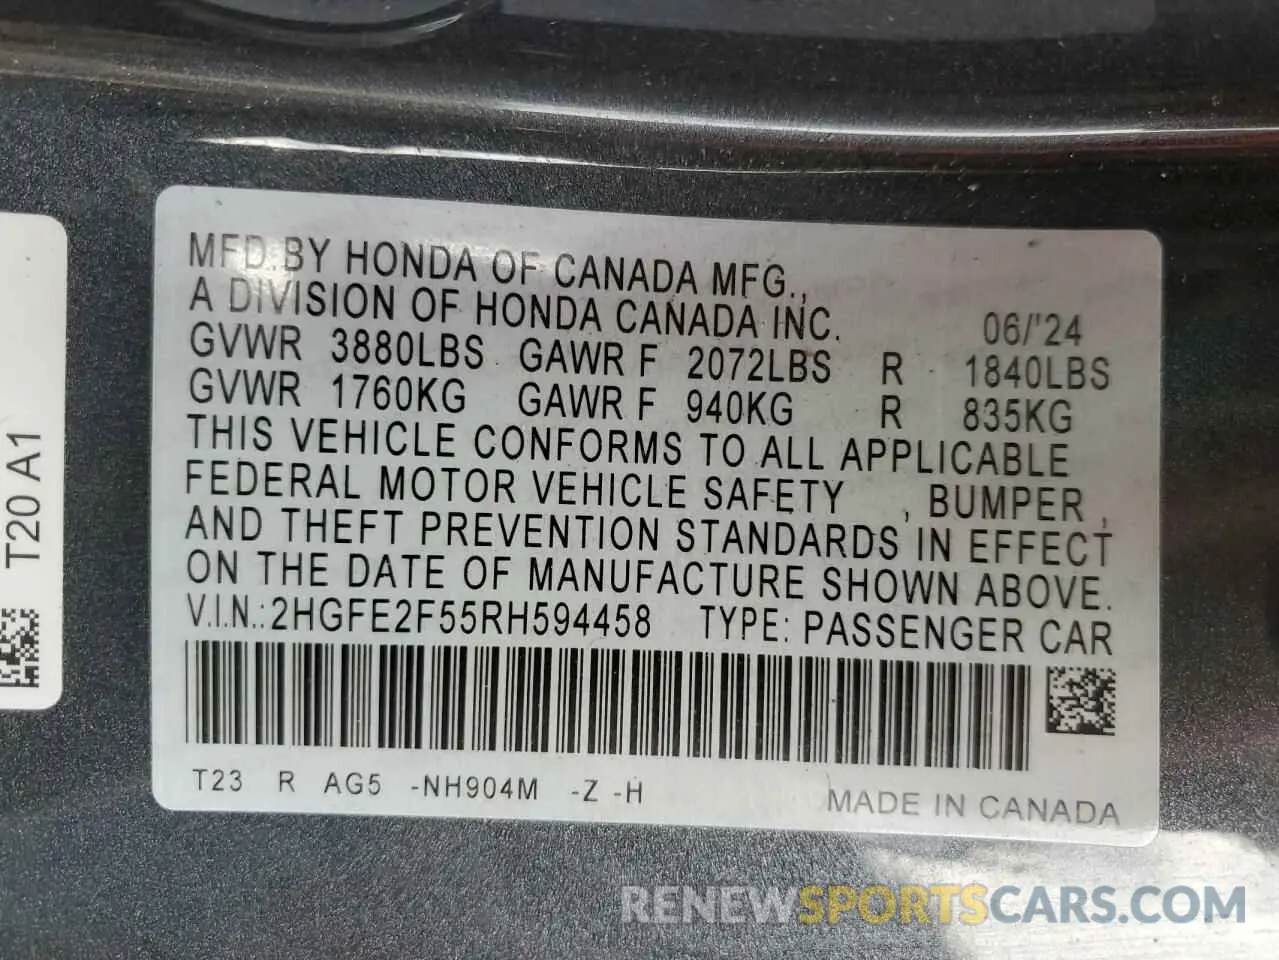 MFD.BY HONDA OF CANADA MFG.,
A DIVISION OF HONDA CANADA INC. 06/'24
GVWR 3880LBS GAWR F 2072LBS R 1840LBS
GVWR 1760KG GAWR F 940KG R 835KG
THIS VEHICLE CONFORMS TO ALL APPLICABLE
FEDERAL MOTOR VEHICLE SAFETY , BUMPER ,
AND THEFT PREVENTION STANDARDS IN EFFECT
ON THE DATE OF MANUFACTURE SHOWN ABOVE.
V.I.N.:2HGFE2F55RH594458 TYPE: PASSENGER CAR
T23 R AG5 -NH904M -Z -H
MADE IN CANADA
T20 A1
RENEWSPORTSCARS.COM